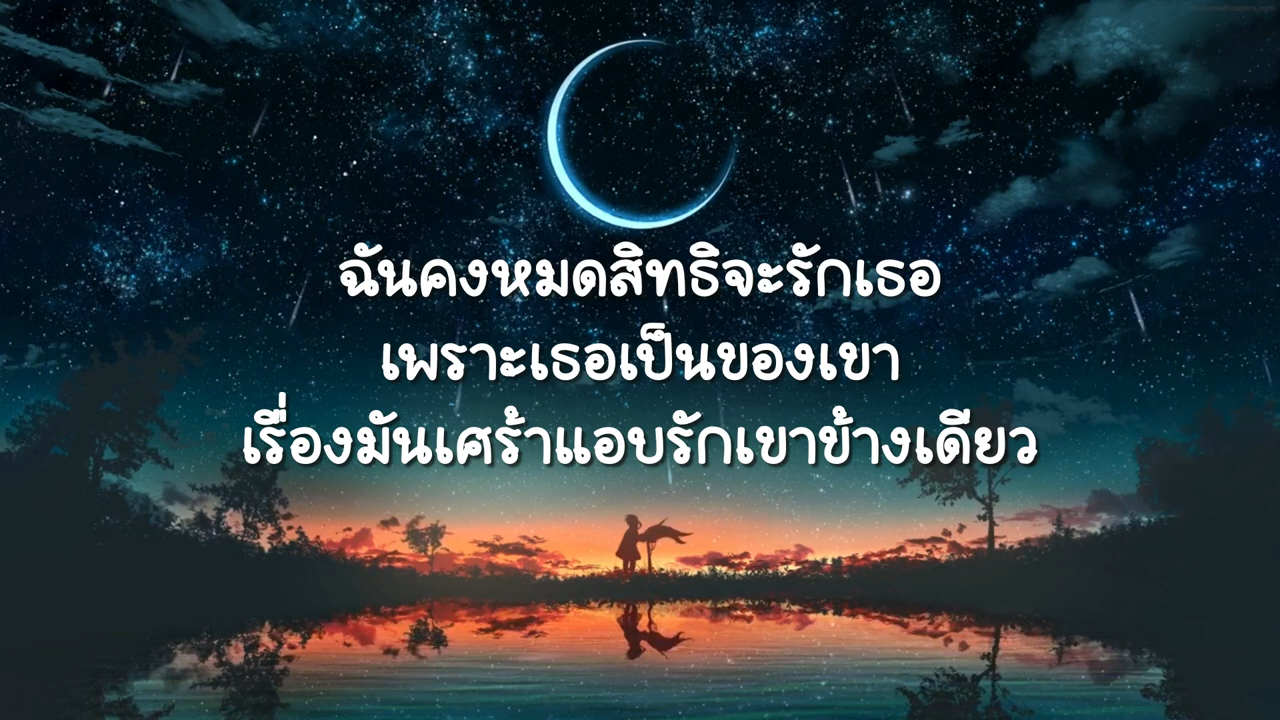 ฉันคงหมดสิทธิจะรักเธอ
เพราะเธอเป็นของเขา
เรื่องมันเศร้าแอบรักเขาข้างเดียว